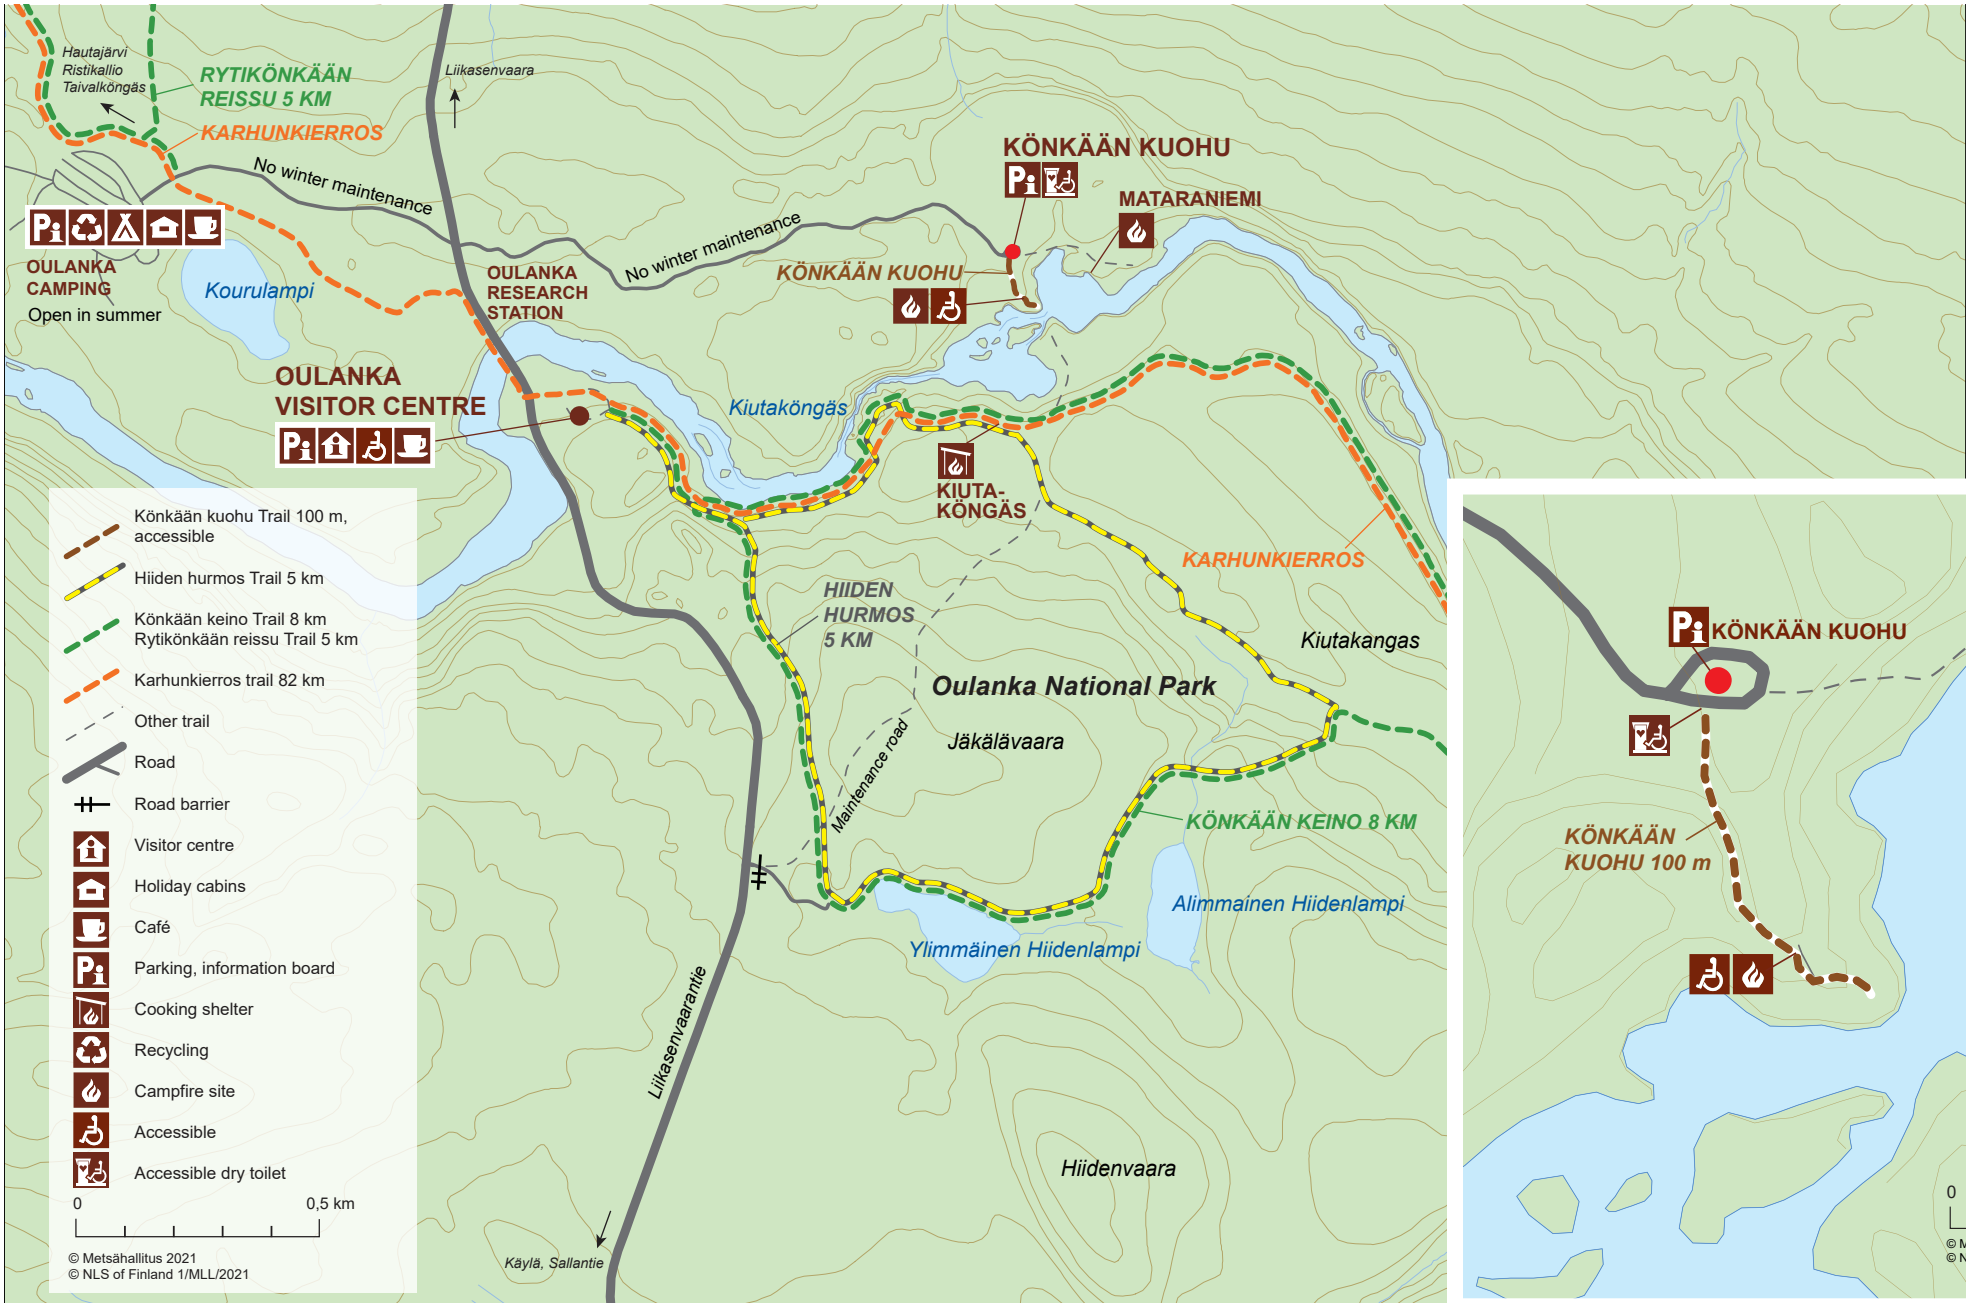 Hautajärvi
Ristikallio
Taivalköngäs
RYTIKÖNKÄÄN
REISSU 5 KM
KARHUNKIERROS
Liikasenvaara
No winter maintenance
No winter maintenance
KÖNKÄÄN KUOHU
Pi
MATARANIEMI
KÖNKÄÄN KUOHU
Pi
OULANKA
CAMPING
Open in summer
Kourulampi
OULANKA
RESEARCH
STATION
OULANKA
VISITOR CENTRE
Pi
Kiutaköngäs
KIUTA-
KÖNGÄS
KARHUNKIERROS
HIIDEN
HURMOS
5 KM
Kiutakangas
Oulanka National Park
Jäkälävaara
Maintenance road
KÖNKÄÄN KEINO 8 KM
Alimmainen Hiidenlampi
Ylimmäinen Hiidenlampi
Liikasenvaarantie
Hiidenvaara
Käylä, Sallantie
Könkään kuohu Trail 100 m,
accessible
Hiiden hurmos Trail 5 km
Könkään keino Trail 8 km
Rytikönkään reissu Trail 5 km
Karhunkierros trail 82 km
Other trail
Road
Road barrier
Visitor centre
Holiday cabins
Café
Pi
Parking, information board
Cooking shelter
Recycling
Campfire site
Accessible
Accessible dry toilet
0 0,5 km
© Metsähallitus 2021
© NLS of Finland 1/MLL/2021
Pi
KÖNKÄÄN KUOHU
KÖNKÄÄN
KUOHU 100 m
0
© M
© N